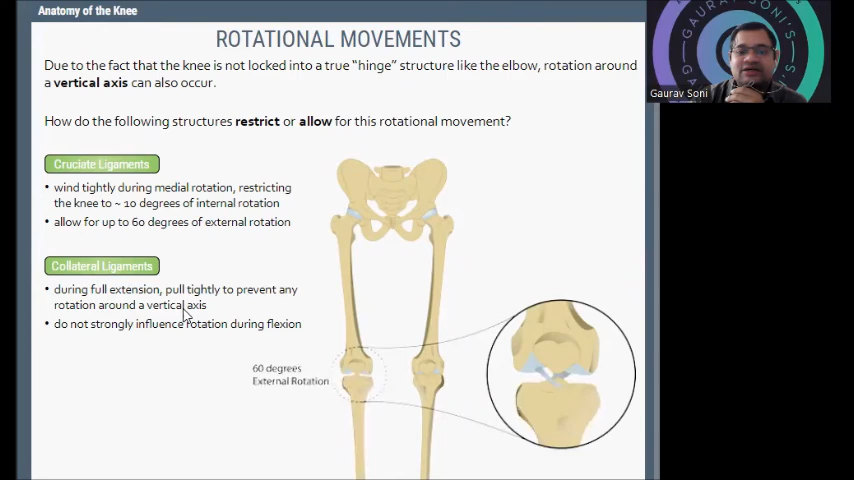 Anatomy of the Knee
ROTATIONAL MOVEMENTS
Due to the fact that the knee is not locked into a true “hinge” structure like the elbow, rotation around
a vertical axis can also occur.
How do the following structures restrict or allow for this rotational movement?
Cruciate Ligaments
• wind tightly during medial rotation, restricting
the knee to ~ 10 degrees of internal rotation
• allow for up to 60 degrees of external rotation
Collateral Ligaments
• during full extension, pull tightly to prevent any
rotation around a vertical axis
• do not strongly influence rotation during flexion
60 degrees
External Rotation
GAURAV SONI'S
Gaurav Soni